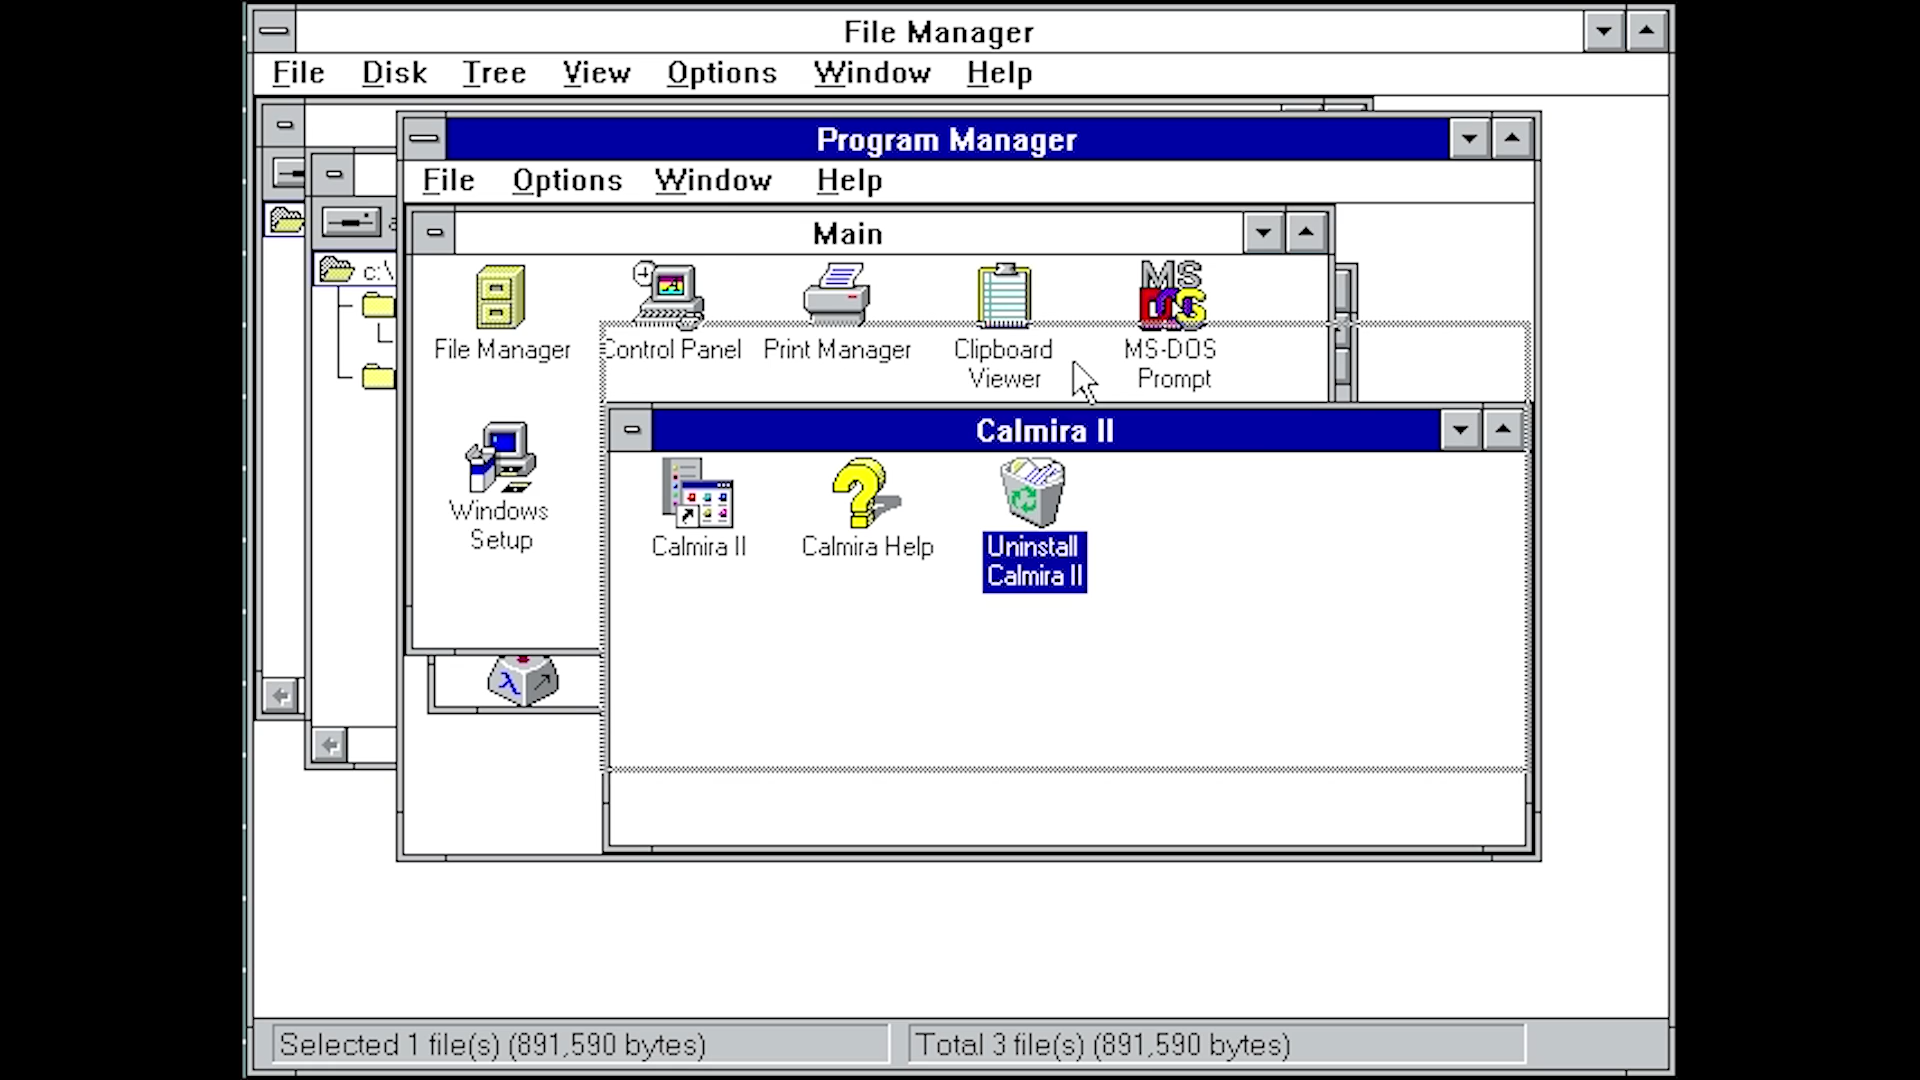 File Manager
File Disk Tree View Options Window Help
Program Manager
File Options Window Help
Main
c:\
File Manager
Control Panel
Print Manager
Clipboard
Viewer
MS-DOS
Prompt
MS
DOS
Windows
Setup
Calmira II
Calmira II
Calmira Help
Uninstall
Calmira II
Selected 1 file(s) (891,590 bytes)
Total 3 file(s) (891,590 bytes)